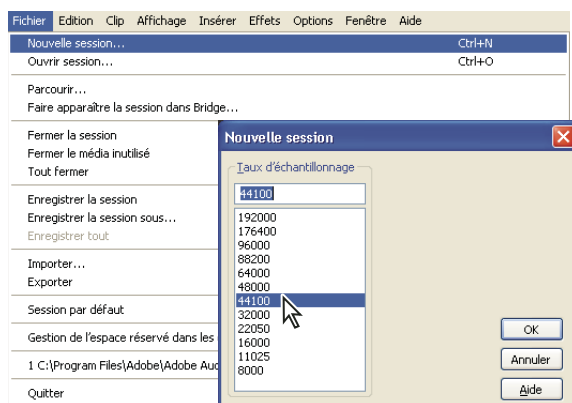 Fichier Edition Clip Affichage Insérer Effets Options Fenêtre Aide
Nouvelle session... Ctrl+N
Ouvrir session... Ctrl+O
Parcourir...
Faire apparaître la session dans Bridge...
Fermer la session
Fermer le média inutilisé
Tout fermer
Enregistrer la session
Enregistrer la session sous...
Enregistrer tout
Importer...
Exporter
Session par défaut
Gestion de l'espace réservé dans les
1 C:\Program Files\Adobe\Adobe Aud
Quitter
Nouvelle session
Taux d'échantillonnage
44100
192000
176400
96000
88200
64000
48000
44100
32000
22050
16000
11025
8000
OK
Annuler
Aide